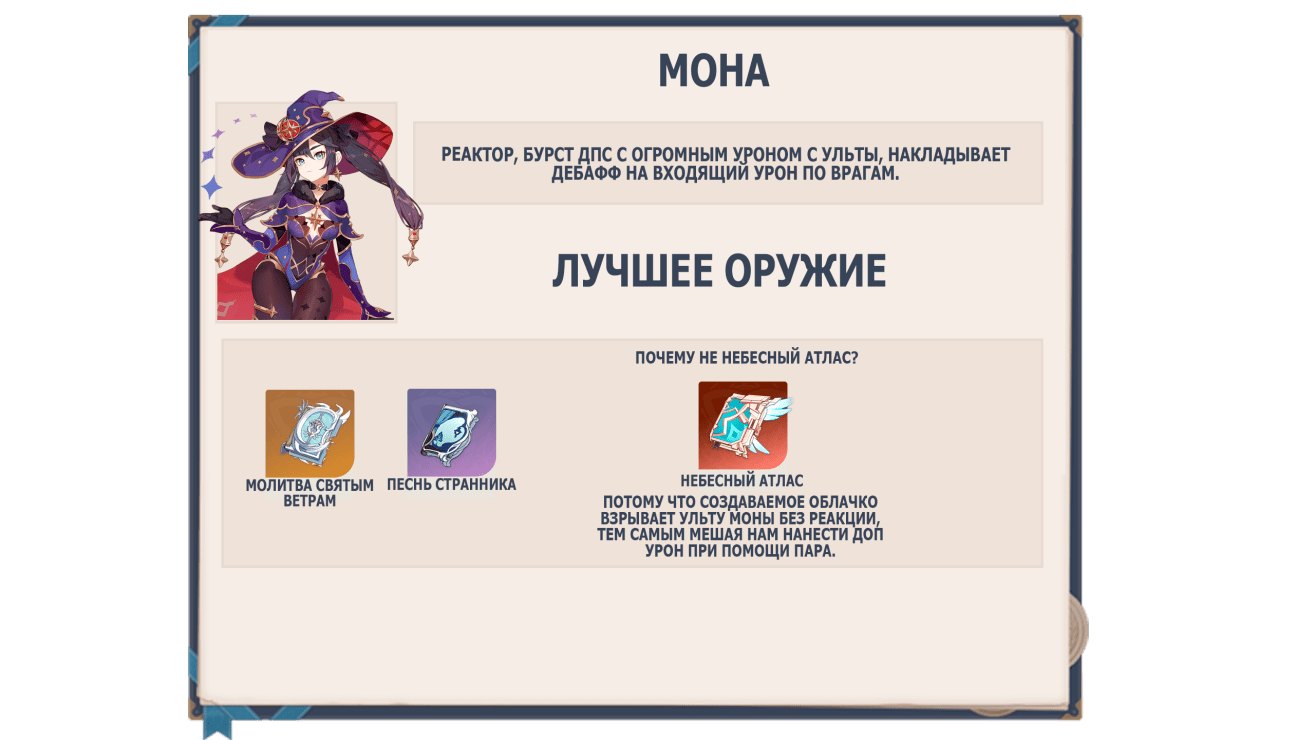 МОНА
РЕАКТОР, БУРСТ ДПС С ОГРОМНЫМ УРОНОМ С УЛЬТЫ, НАКЛАДЫВАЕТ
ДЕБАФФ НА ВХОДЯЩИЙ УРОН ПО ВРАГАМ.
ЛУЧШЕЕ ОРУЖИЕ
МОЛИТВА СВЯТЫМ
ВЕТРАМ
ПЕСНЬ СТРАННИКА
ПОЧЕМУ НЕ НЕБЕСНЫЙ АТЛАС?
НЕБЕСНЫЙ АТЛАС
ПОТОМУ ЧТО СОЗДАВАЕМОЕ ОБЛАЧКО
ВЗРЫВАЕТ УЛЬТУ МОНЫ БЕЗ РЕАКЦИИ,
ТЕМ САМЫМ МЕШАЯ НАМ НАНЕСТИ ДОП
УРОН ПРИ ПОМОЩИ ПАРА.